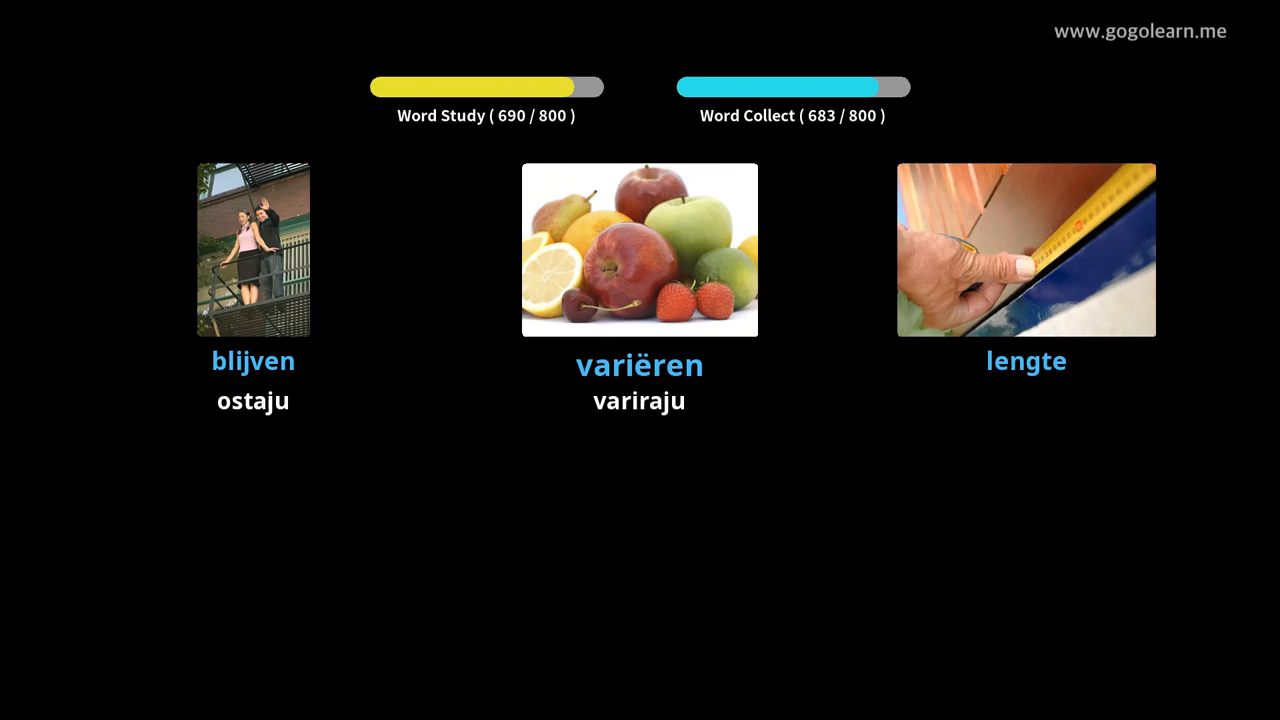 www.gogolearn.me
Word Study ( 690 / 800 )
Word Collect ( 683 / 800 )
blijven
ostaju
variëren
variraju
lengte